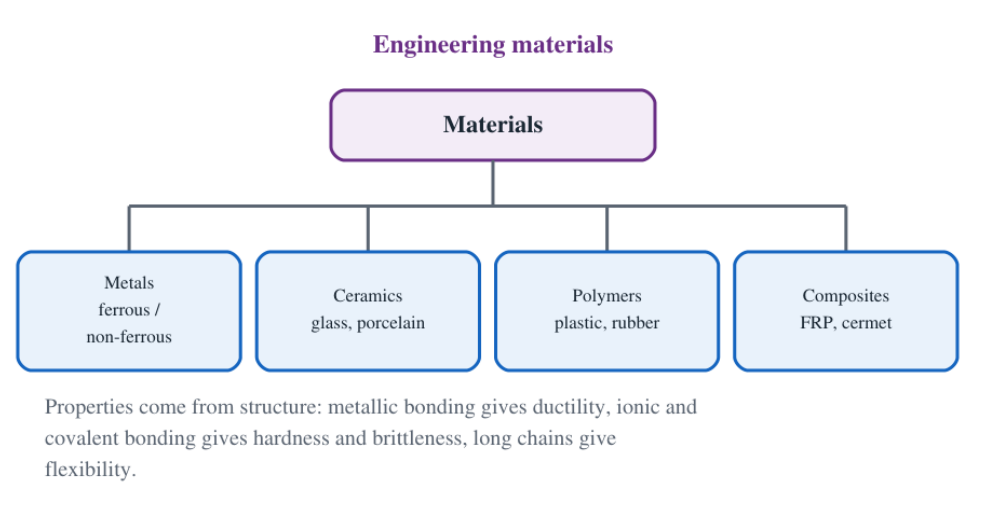 Engineering materials
Materials
Metals
ferrous /
non-ferrous
Ceramics
glass, porcelain
Polymers
plastic, rubber
Composites
FRP, cermet
Properties come from structure: metallic bonding gives ductility, ionic and
covalent bonding gives hardness and brittleness, long chains give
flexibility.